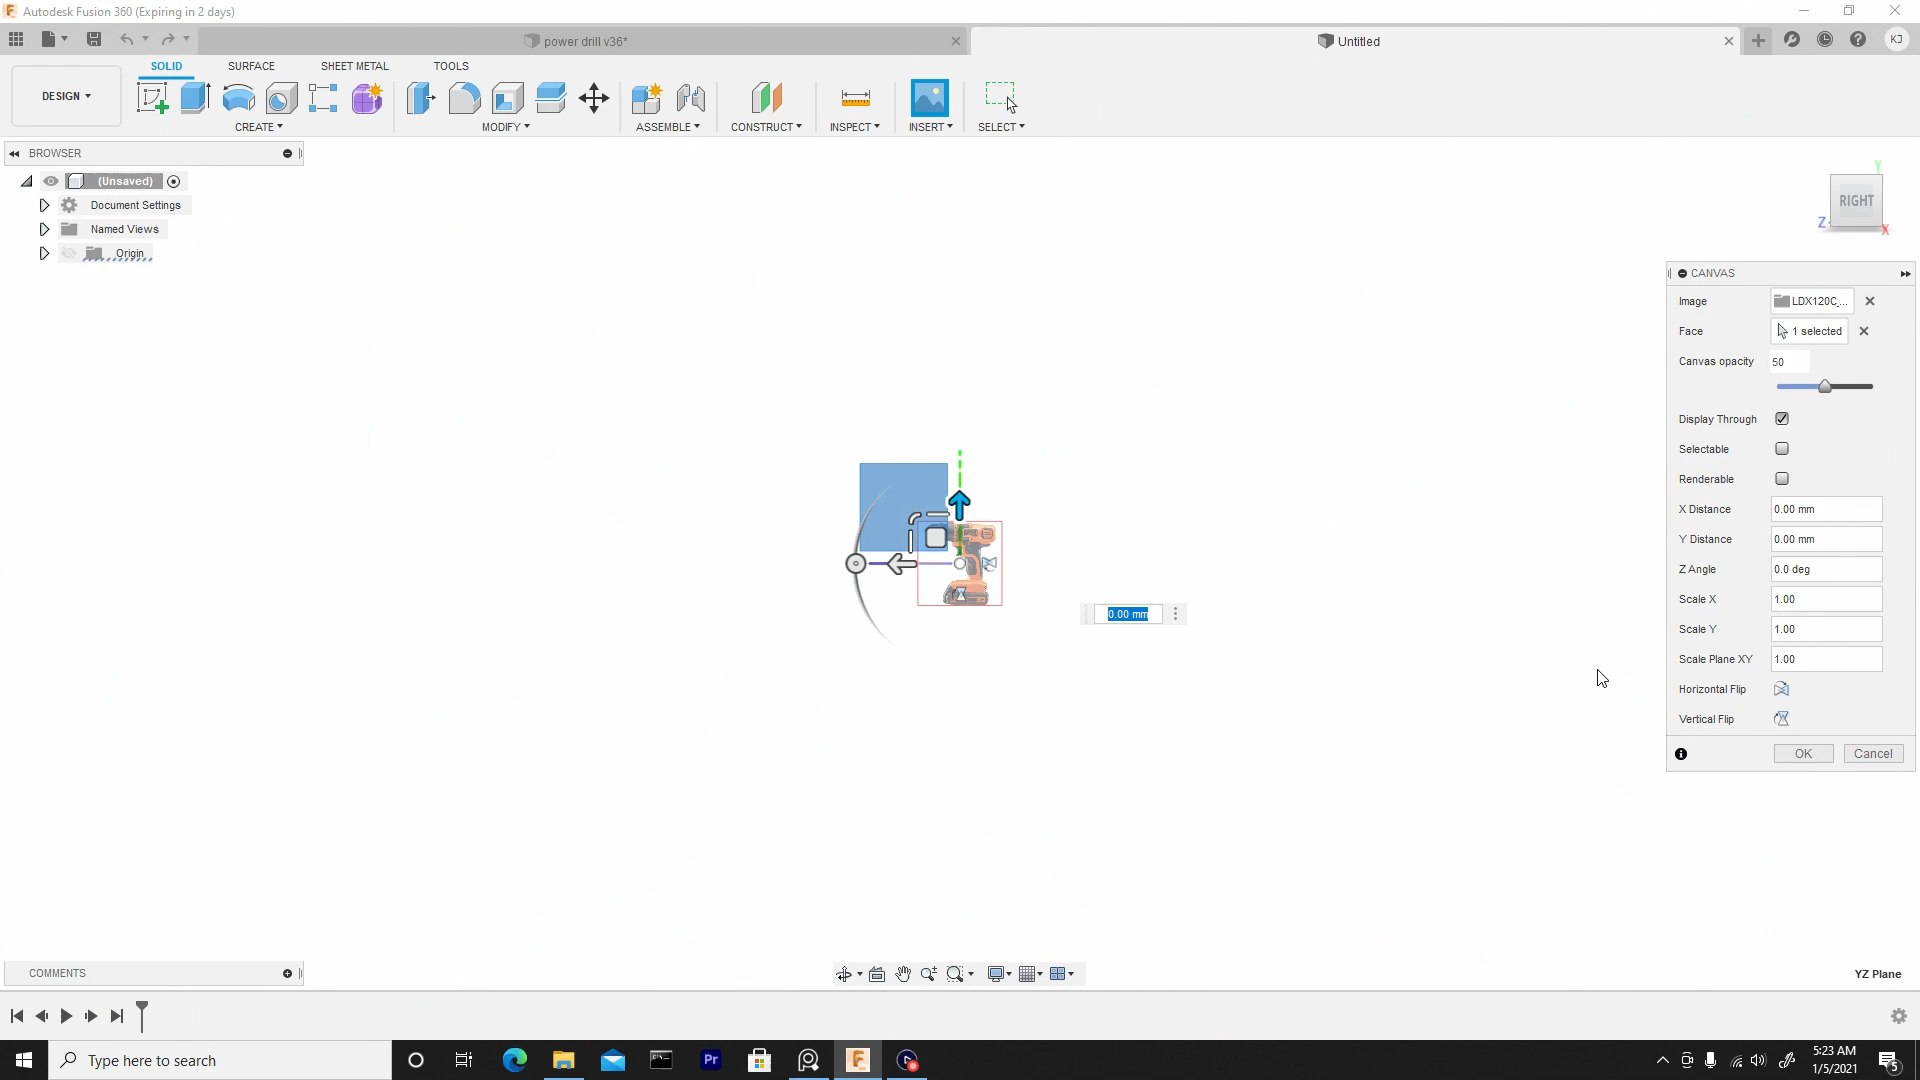 Autodesk Fusion 360 (Expiring in 2 days)
power drill v36*
Untitled
KJ
DESIGN
SOLID
SURFACE
SHEET METAL
TOOLS
CREATE
MODIFY
ASSEMBLE
CONSTRUCT
INSPECT
INSERT
SELECT
BROWSER
(Unsaved)
Document Settings
Named Views
Origin
Y
RIGHT
Z
X
CANVAS
Image
LDX120C_...
Face
1 selected
Canvas opacity
50
Display Through
Selectable
Renderable
X Distance
0.00 mm
Y Distance
0.00 mm
Z Angle
0.0 deg
Scale X
1.00
Scale Y
1.00
Scale Plane XY
1.00
Horizontal Flip
Vertical Flip
OK
Cancel
0.00 mm
COMMENTS
YZ Plane
Type here to search
Pr
F
5:23 AM
1/5/2021
5